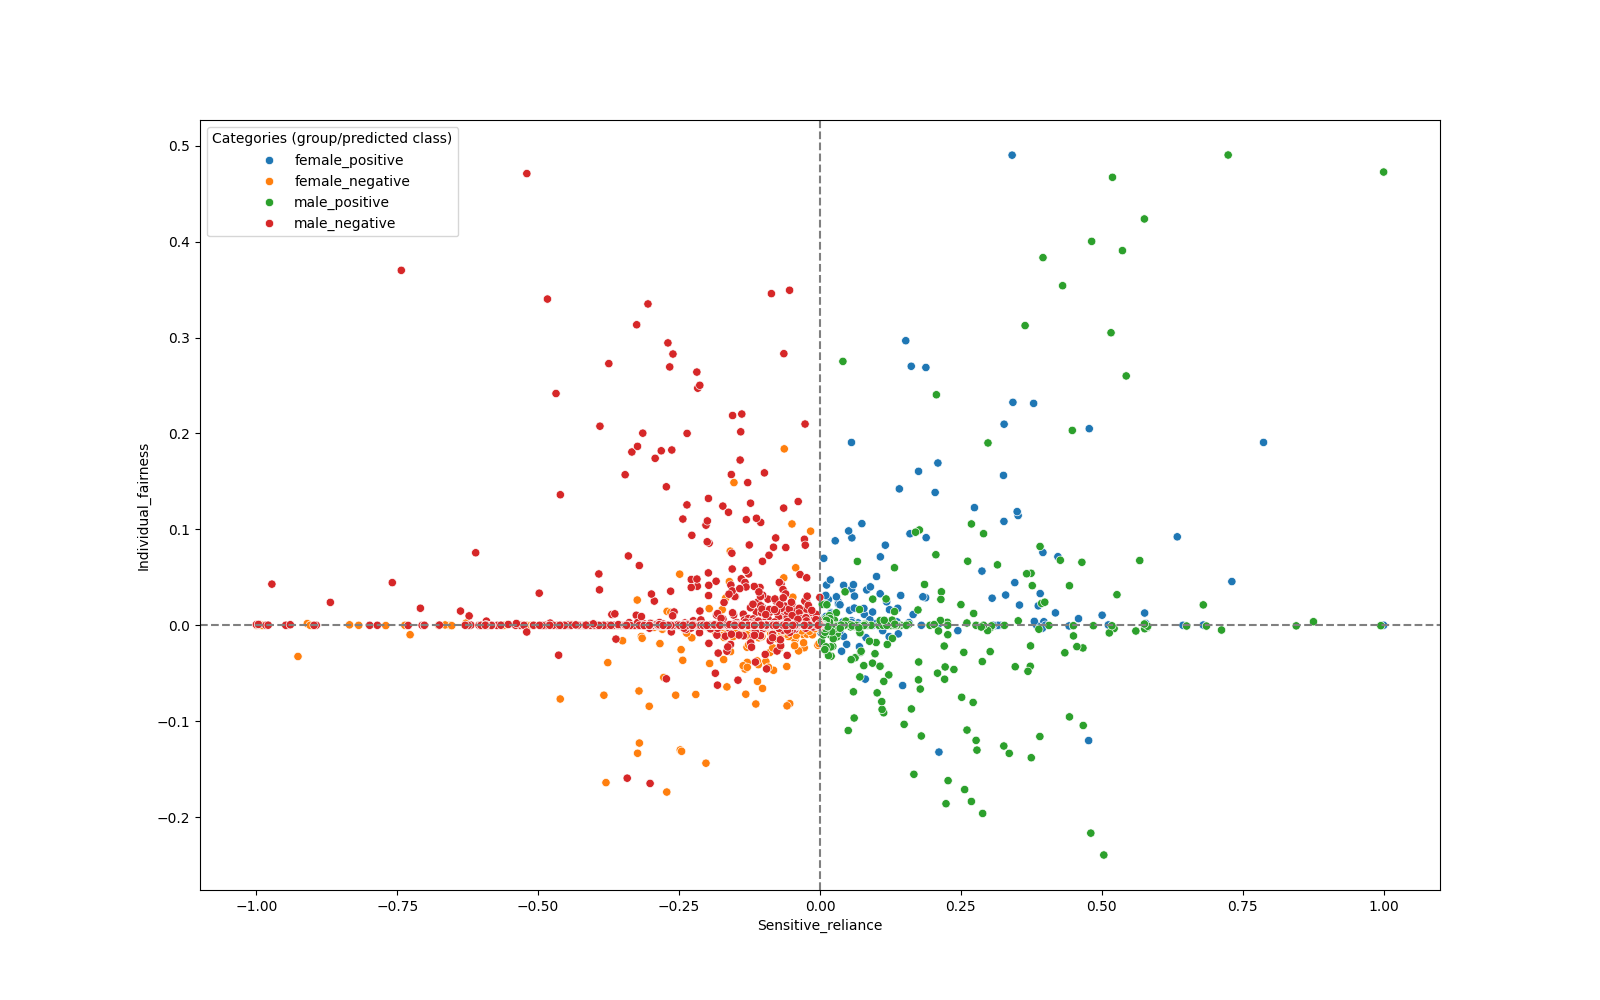 Categories (group/predicted class)
female_positive
female_negative
male_positive
male_negative
0.5
0.4
0.3
0.2
0.1
0.0
−0.1
−0.2
Individual_fairness
−1.00 −0.75 −0.50 −0.25 0.00 0.25 0.50 0.75 1.00
Sensitive_reliance